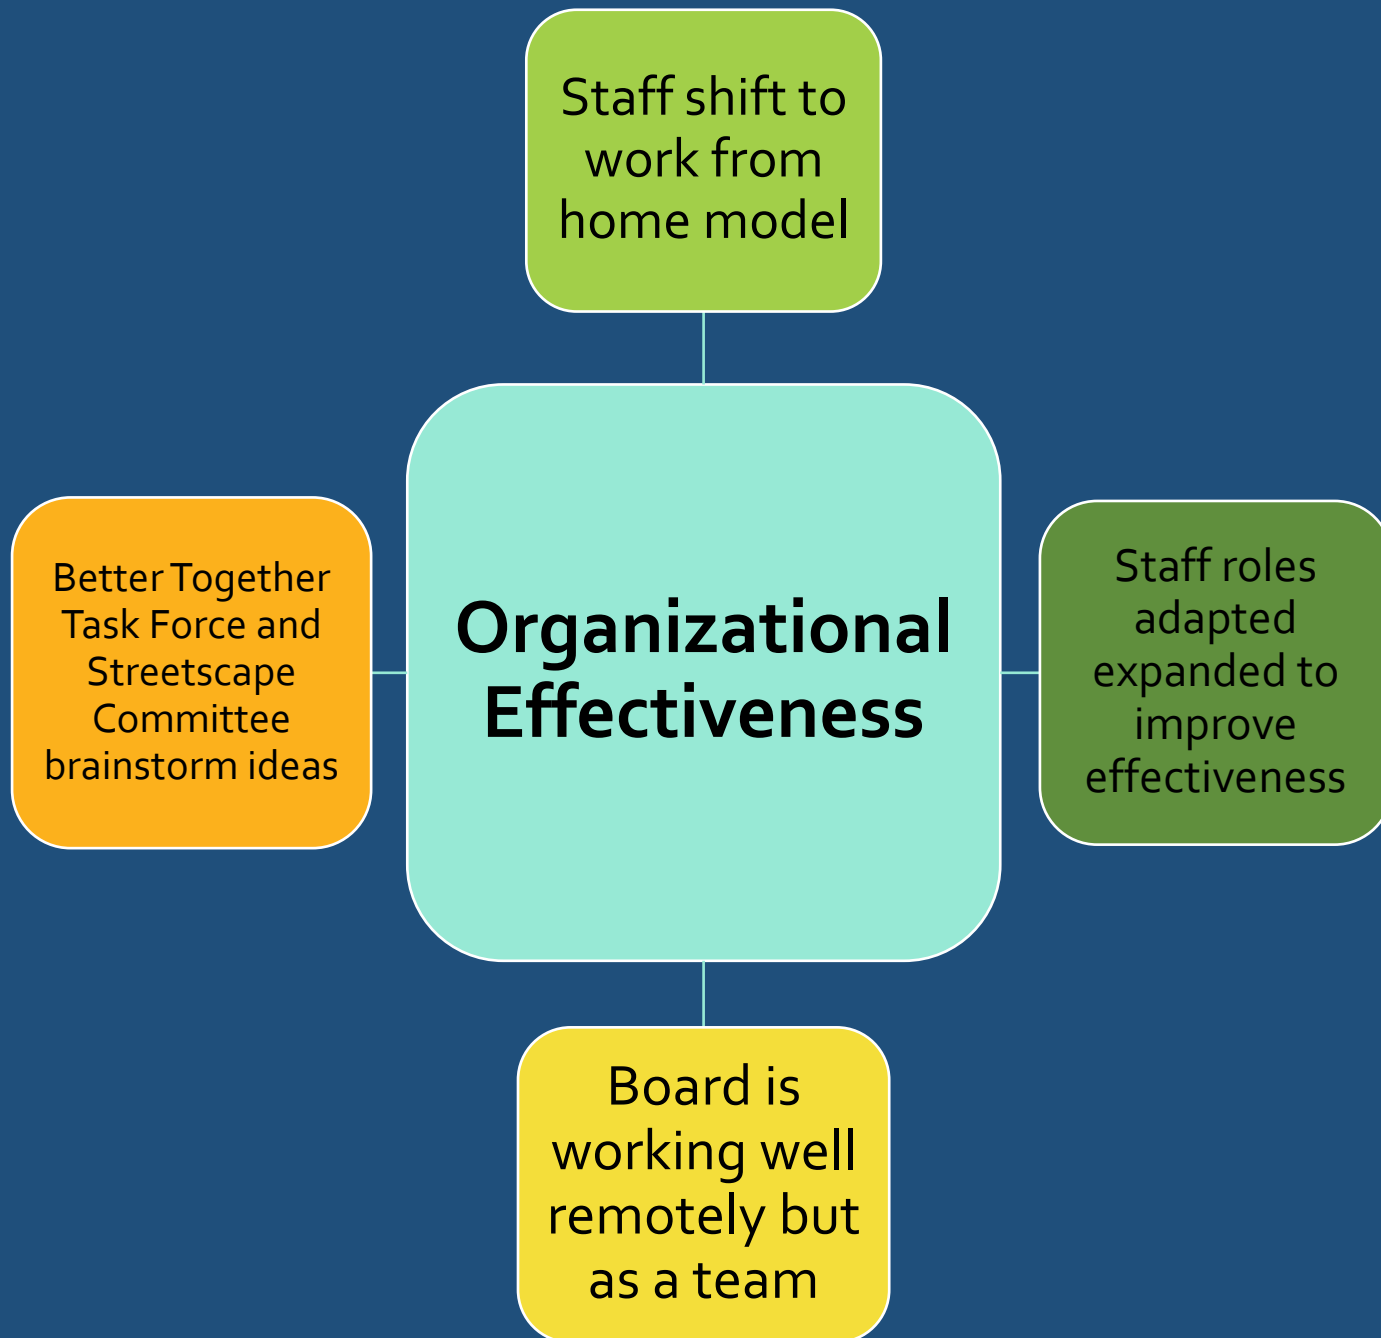 Staff shift to
work from
home model
Better Together
Task Force and
Streetscape
Committee
brainstorm ideas
Organizational
Effectiveness
Staff roles
adapted
expanded to
improve
effectiveness
Board is
working well
remotely but
as a team